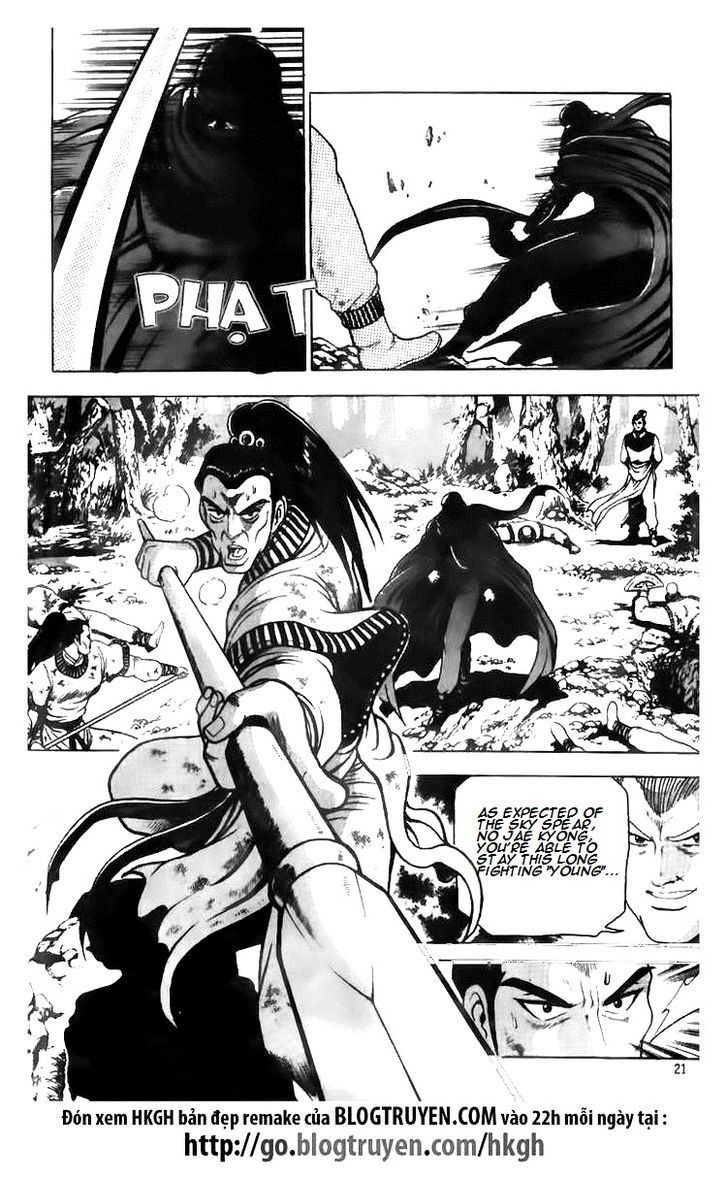 PHẠT
AS EXPECTED OF
THE SKY SPEAR,
NO JAE KYONG,
YOU'RE ABLE TO
STAY THIS LONG
FIGHTING "YOUNG"...
21
Đón xem HKGH bản đẹp remake của BLOGTRUYEN.COM vào 22h mỗi ngày tại :
http://go.blogtruyen.com/hkgh